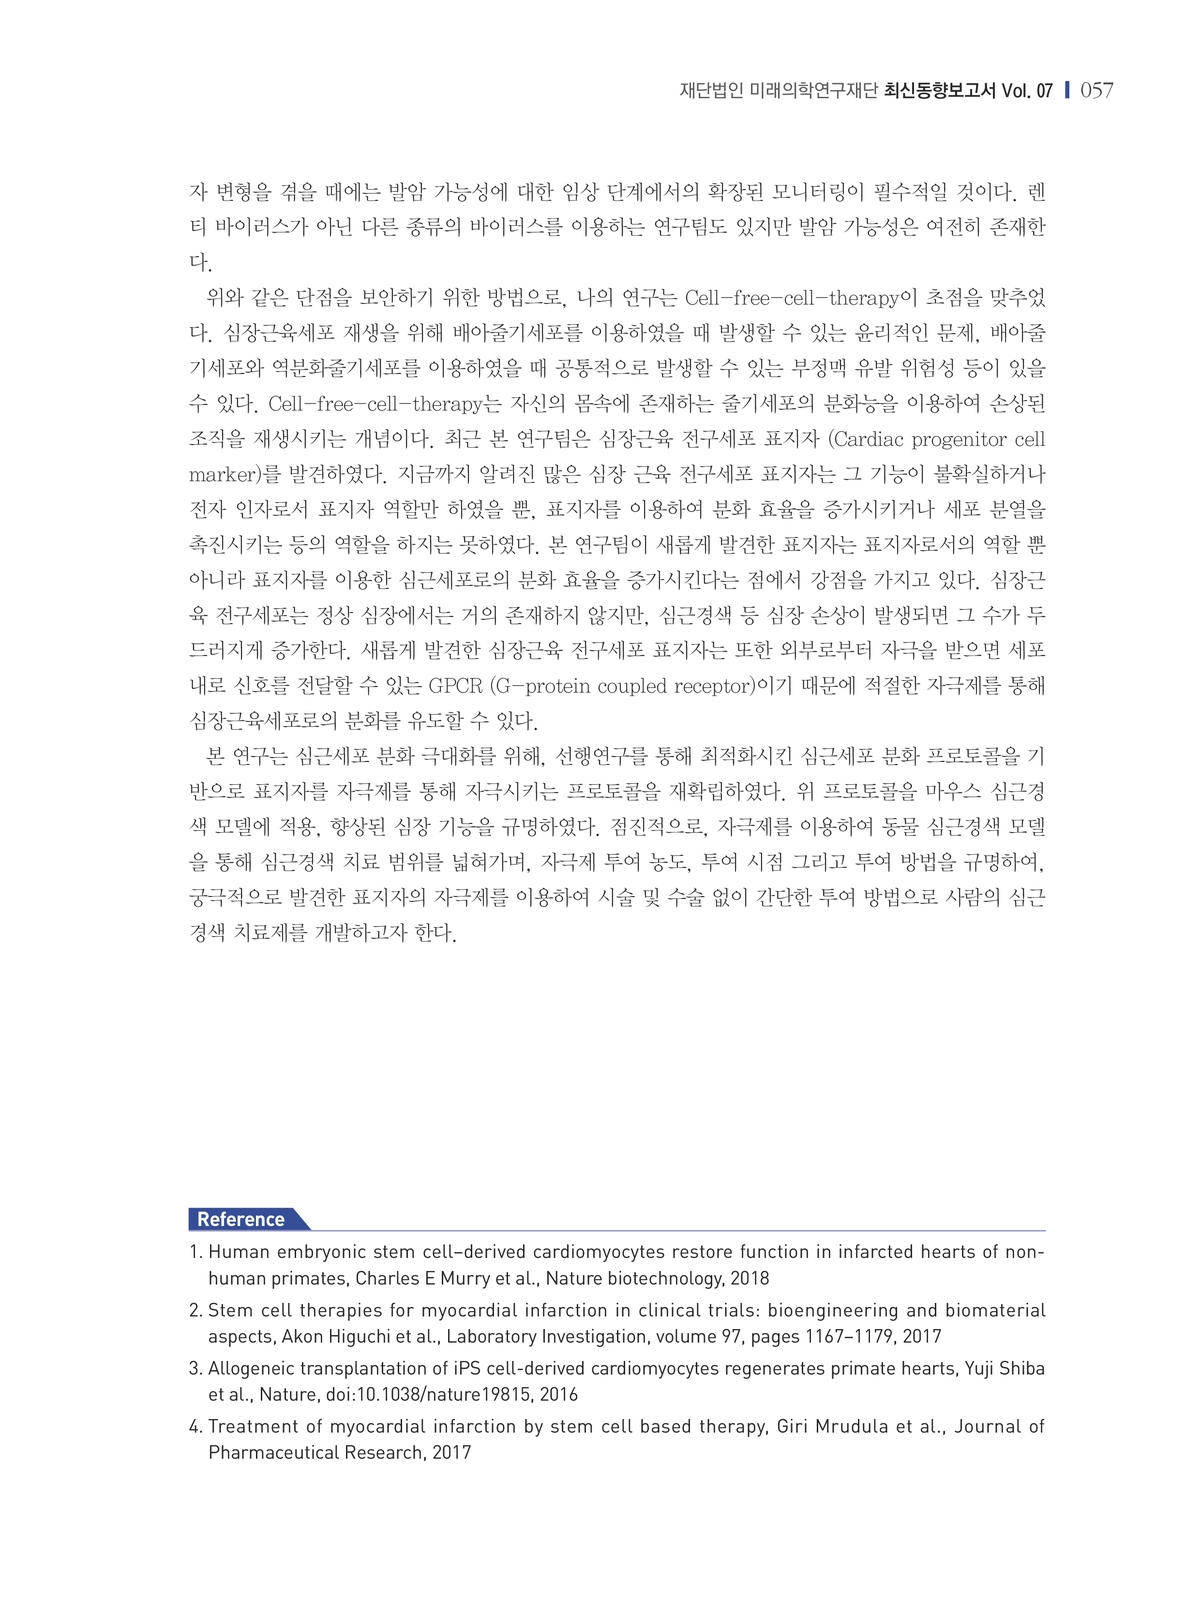 재단법인 미래의학연구재단 최신동향보고서 Vol. 07 057
자 변형을 겪을 때에는 발암 가능성에 대한 임상 단계에서의 확장된 모니터링이 필수적일 것이다. 렌
티 바이러스가 아닌 다른 종류의 바이러스를 이용하는 연구팀도 있지만 발암 가능성은 여전히 존재한
다.
위와 같은 단점을 보안하기 위한 방법으로, 나의 연구는 Cell-free-cell-therapy이 초점을 맞추었
다. 심장근육세포 재생을 위해 배아줄기세포를 이용하였을 때 발생할 수 있는 윤리적인 문제, 배아줄
기세포와 역분화줄기세포를 이용하였을 때 공통적으로 발생할 수 있는 부정맥 유발 위험성 등이 있을
수 있다. Cell-free-cell-therapy는 자신의 몸속에 존재하는 줄기세포의 분화능을 이용하여 손상된
조직을 재생시키는 개념이다. 최근 본 연구팀은 심장근육 전구세포 표지자 (Cardiac progenitor cell
marker)를 발견하였다. 지금까지 알려진 많은 심장 근육 전구세포 표지자는 그 기능이 불확실하거나
전자 인자로서 표지자 역할만 하였을 뿐, 표지자를 이용하여 분화 효율을 증가시키거나 세포 분열을
촉진시키는 등의 역할을 하지는 못하였다. 본 연구팀이 새롭게 발견한 표지자는 표지자로서의 역할 뿐
아니라 표지자를 이용한 심근세포로의 분화 효율을 증가시킨다는 점에서 강점을 가지고 있다. 심장근
육 전구세포는 정상 심장에서는 거의 존재하지 않지만, 심근경색 등 심장 손상이 발생되면 그 수가 두
드러지게 증가한다. 새롭게 발견한 심장근육 전구세포 표지자는 또한 외부로부터 자극을 받으면 세포
내로 신호를 전달할 수 있는 GPCR (G-protein coupled receptor)이기 때문에 적절한 자극제를 통해
심장근육세포로의 분화를 유도할 수 있다.
본 연구는 심근세포 분화 극대화를 위해, 선행연구를 통해 최적화시킨 심근세포 분화 프로토콜을 기
반으로 표지자를 자극제를 통해 자극시키는 프로토콜을 재확립하였다. 위 프로토콜을 마우스 심근경
색 모델에 적용, 향상된 심장 기능을 규명하였다. 점진적으로, 자극제를 이용하여 동물 심근경색 모델
을 통해 심근경색 치료 범위를 넓혀가며, 자극제 투여 농도, 투여 시점 그리고 투여 방법을 규명하여,
궁극적으로 발견한 표지자의 자극제를 이용하여 시술 및 수술 없이 간단한 투여 방법으로 사람의 심근
경색 치료제를 개발하고자 한다.
Reference
1. Human embryonic stem cell–derived cardiomyocytes restore function in infarcted hearts of non-
human primates, Charles E Murry et al., Nature biotechnology, 2018
2. Stem cell therapies for myocardial infarction in clinical trials: bioengineering and biomaterial
aspects, Akon Higuchi et al., Laboratory Investigation, volume 97, pages 1167–1179, 2017
3. Allogeneic transplantation of iPS cell-derived cardiomyocytes regenerates primate hearts, Yuji Shiba
et al., Nature, doi:10.1038/nature19815, 2016
4. Treatment of myocardial infarction by stem cell based therapy, Giri Mrudula et al., Journal of
Pharmaceutical Research, 2017